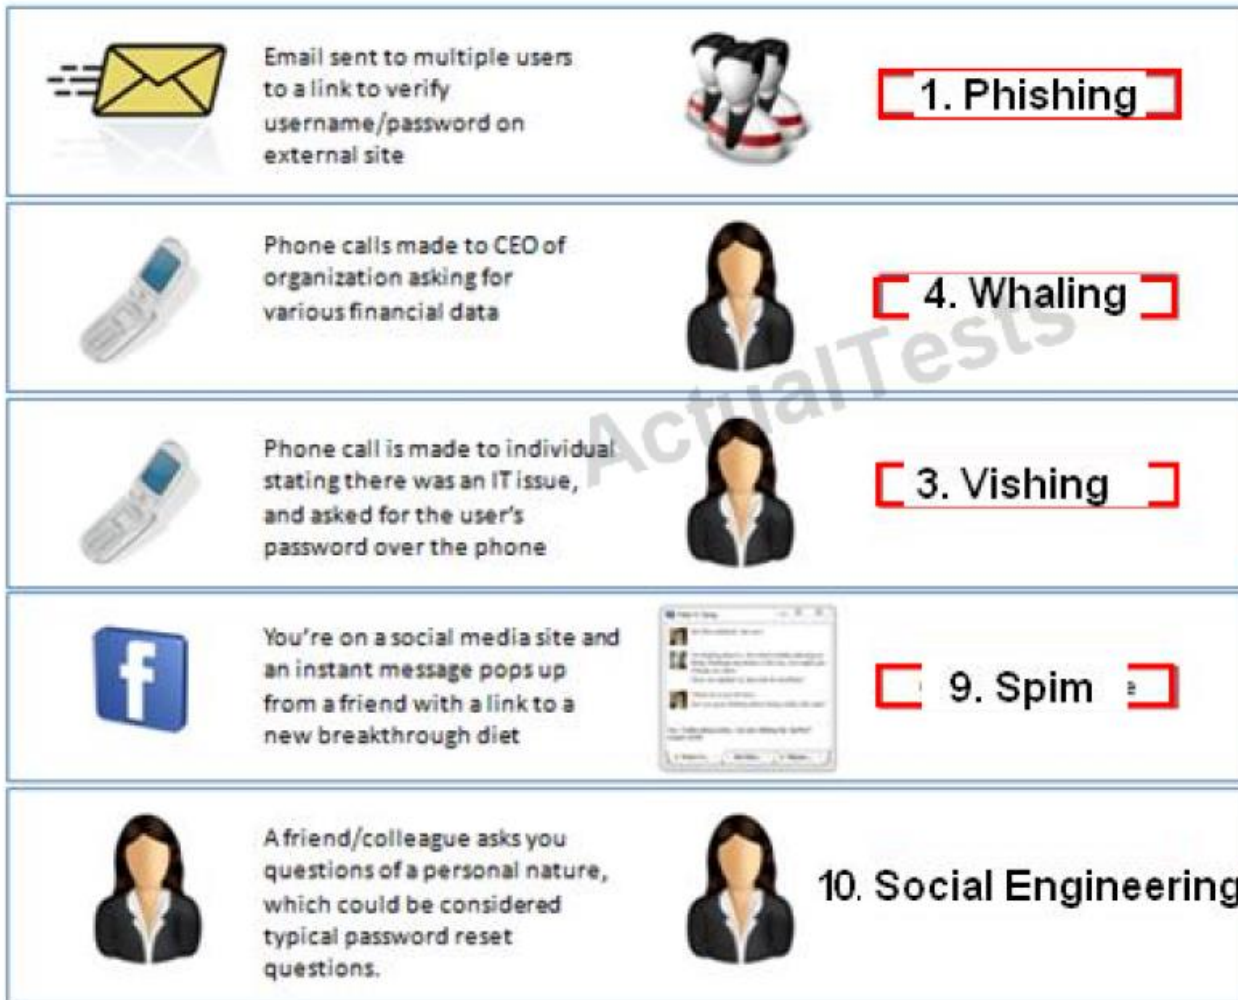 Email sent to multiple users
to a link to verify
username/password on
external site
1. Phishing
Phone calls made to CEO of
organization asking for
various financial data
4. Whaling
ActualTests
Phone call is made to individual
stating there was an IT issue,
and asked for the user's
password over the phone
3. Vishing
f
You're on a social media site and
an instant message pops up
from a friend with a link to a
new breakthrough diet
9. Spim
A friend/colleague asks you
questions of a personal nature,
which could be considered
typical password reset
questions.
10. Social Engineering